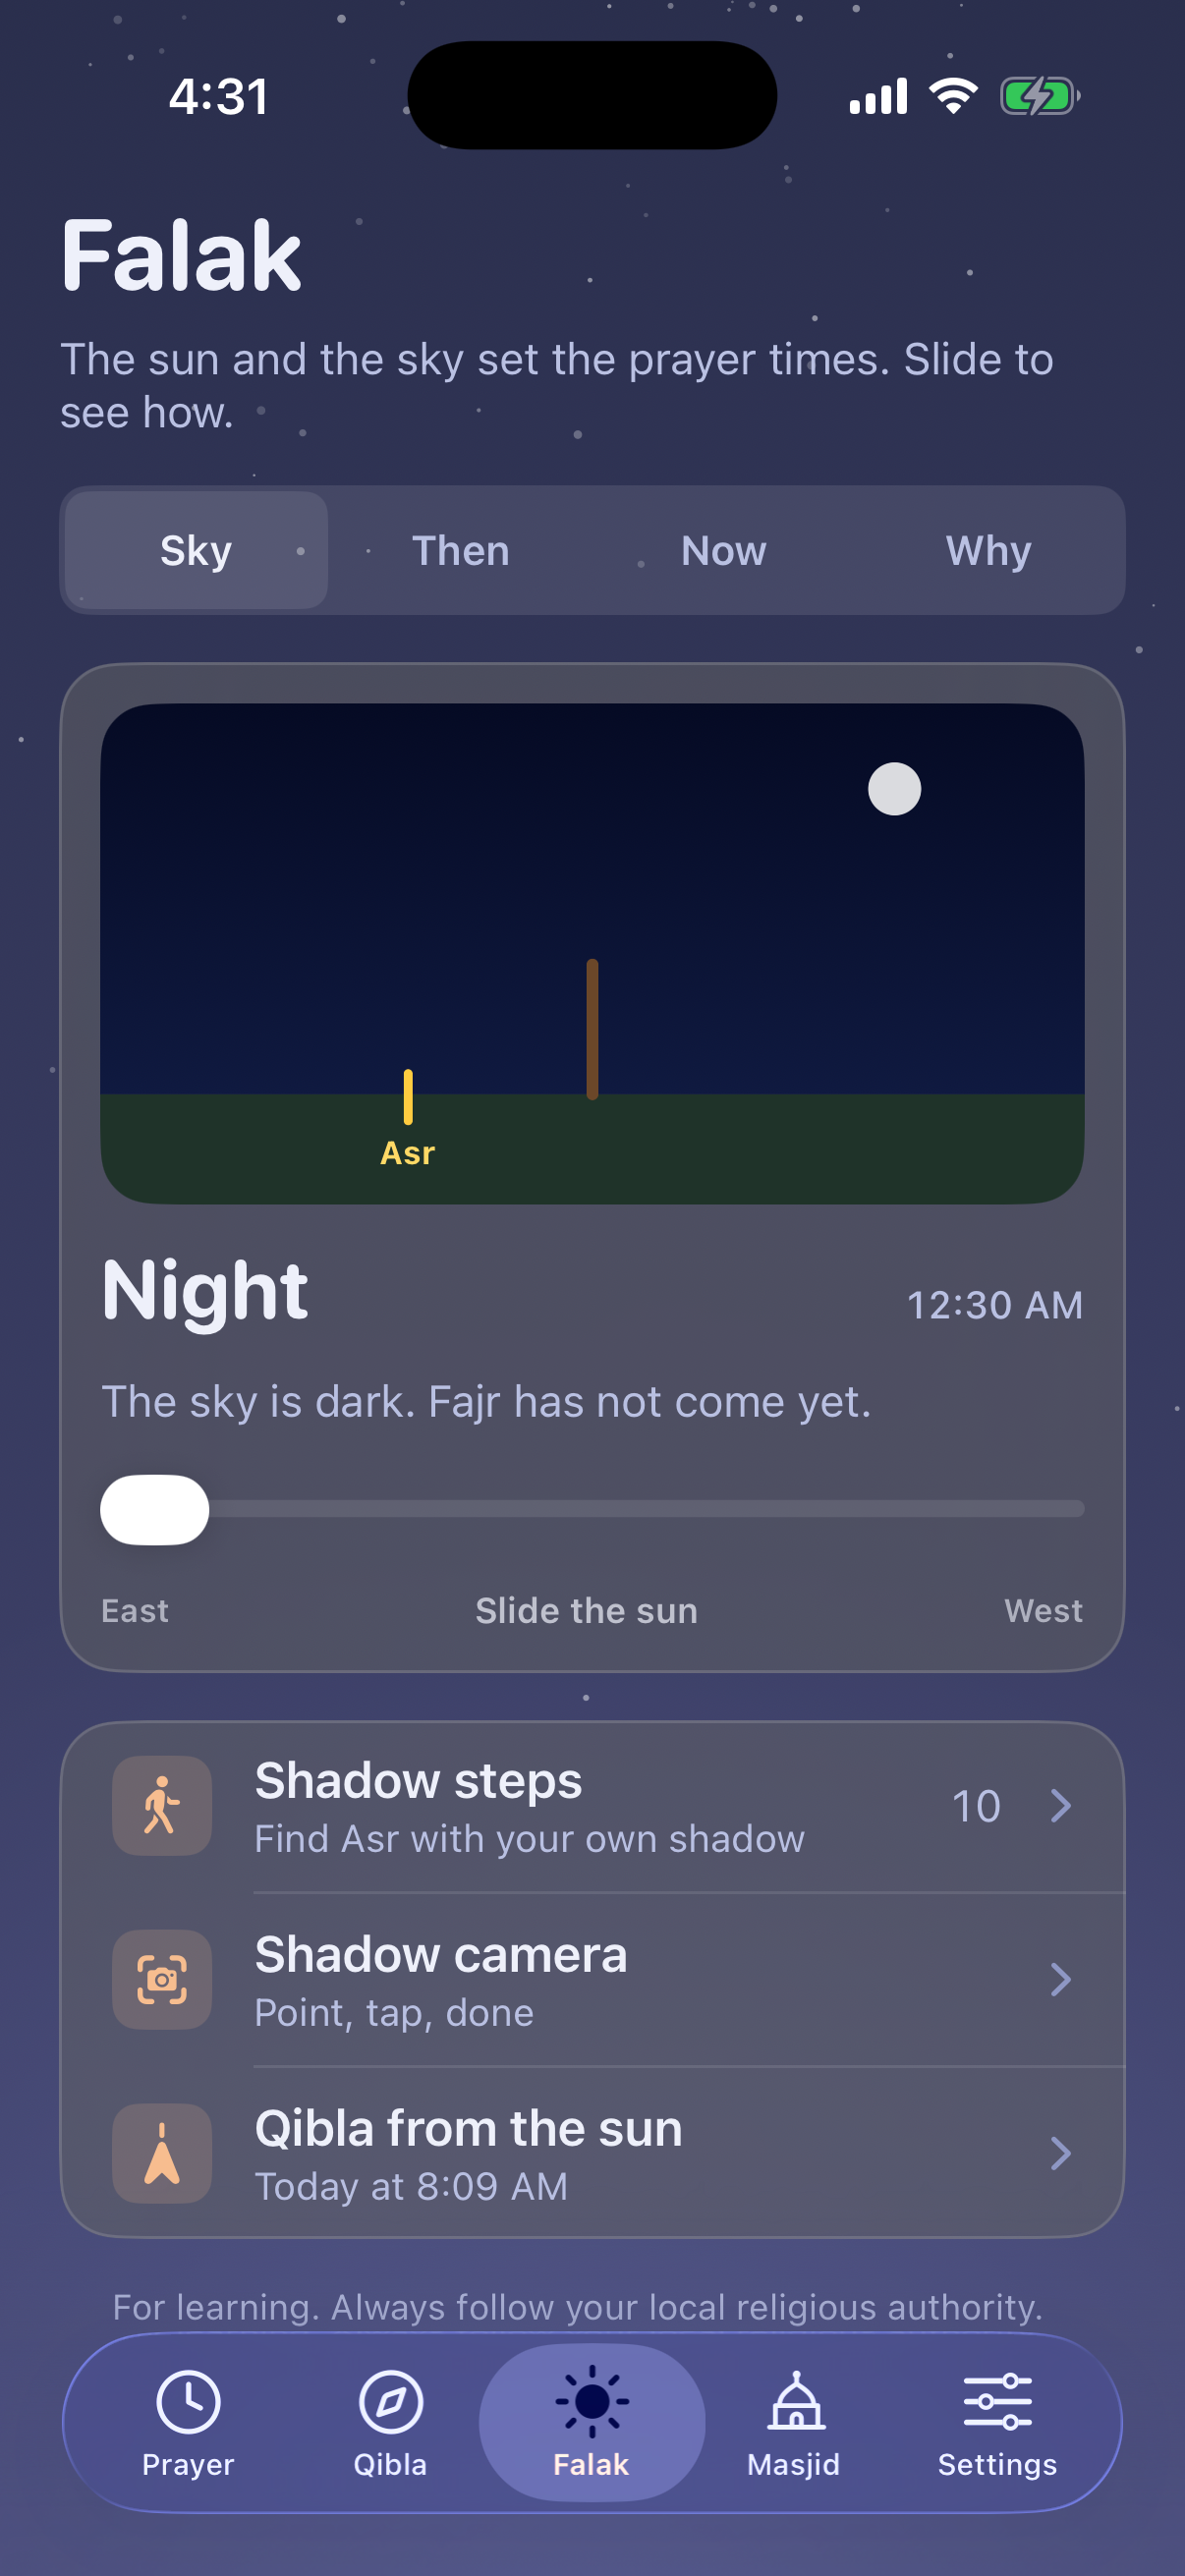 4:31
Falak
The sun and the sky set the prayer times. Slide to
see how.
Sky
Then
Now
Why
Asr
Night
12:30 AM
The sky is dark. Fajr has not come yet.
East
Slide the sun
West
Shadow steps
Find Asr with your own shadow
10
Shadow camera
Point, tap, done
Qibla from the sun
Today at 8:09 AM
For learning. Always follow your local religious authority.
Prayer
Qibla
Falak
Masjid
Settings